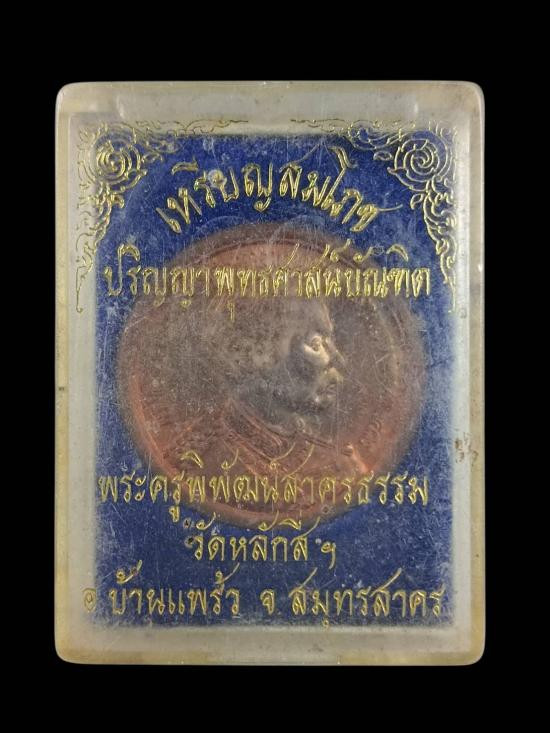 เหรียญสมโภช
ปริญญาพุทธศาสน์บัณฑิต
พระครูพิพัฒน์สาครธรรม
วัดหลักสี่ ฯ
อ.บ้านแพร้ว จ.สมุทรสาคร